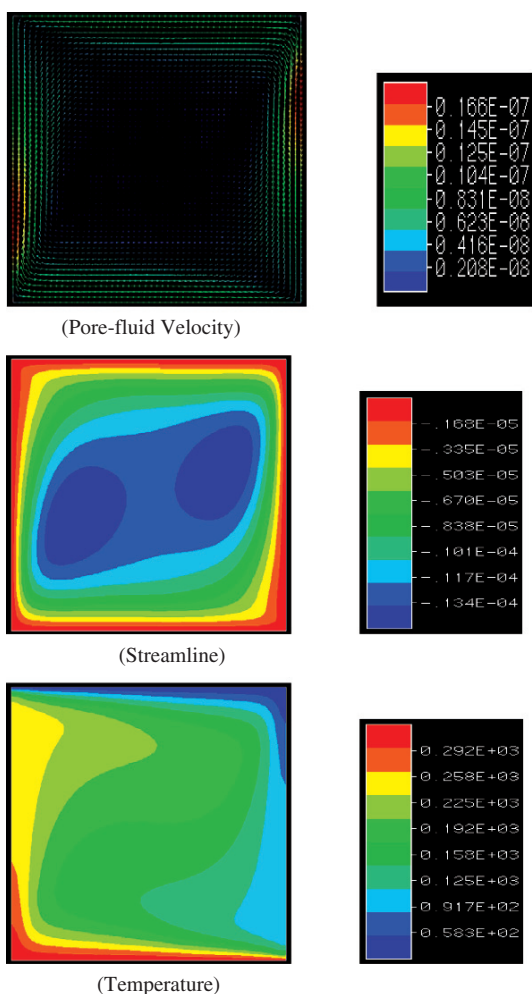 0.166E-07
0.145E-07
0.125E-07
0.104E-07
0.831E-08
0.623E-08
0.416E-08
0.208E-08
(Pore-fluid Velocity)
-.168E-05
-.335E-05
-.503E-05
-.670E-05
-.838E-05
-.101E-04
-.117E-04
-.134E-04
(Streamline)
0.292E+03
0.258E+03
0.225E+03
0.192E+03
0.158E+03
0.125E+03
0.917E+02
0.583E+02
(Temperature)